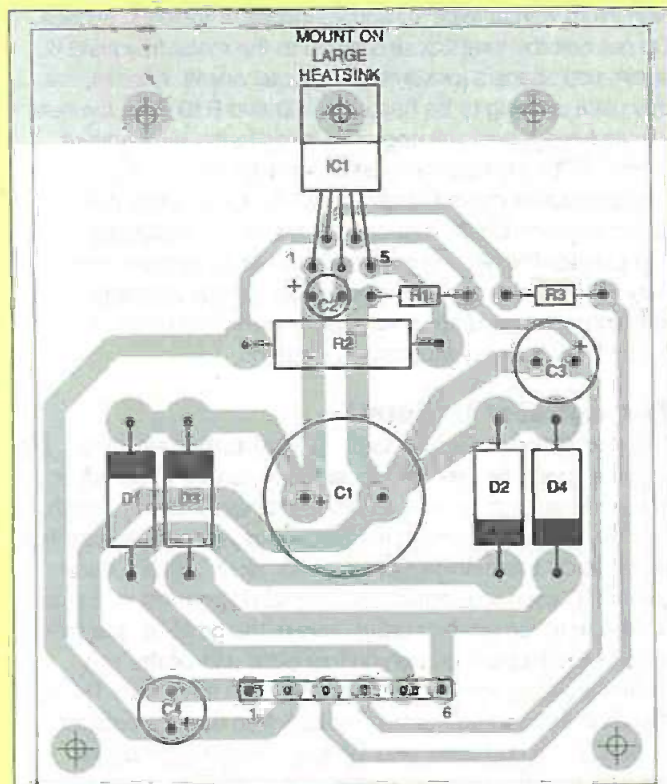 MOUNT ON
LARGE
HEATSINK
IC1
1 5
+
C2 R1 R3
R2
+
C3
D1 D3 C1 D2 D4
+
C4
1 6